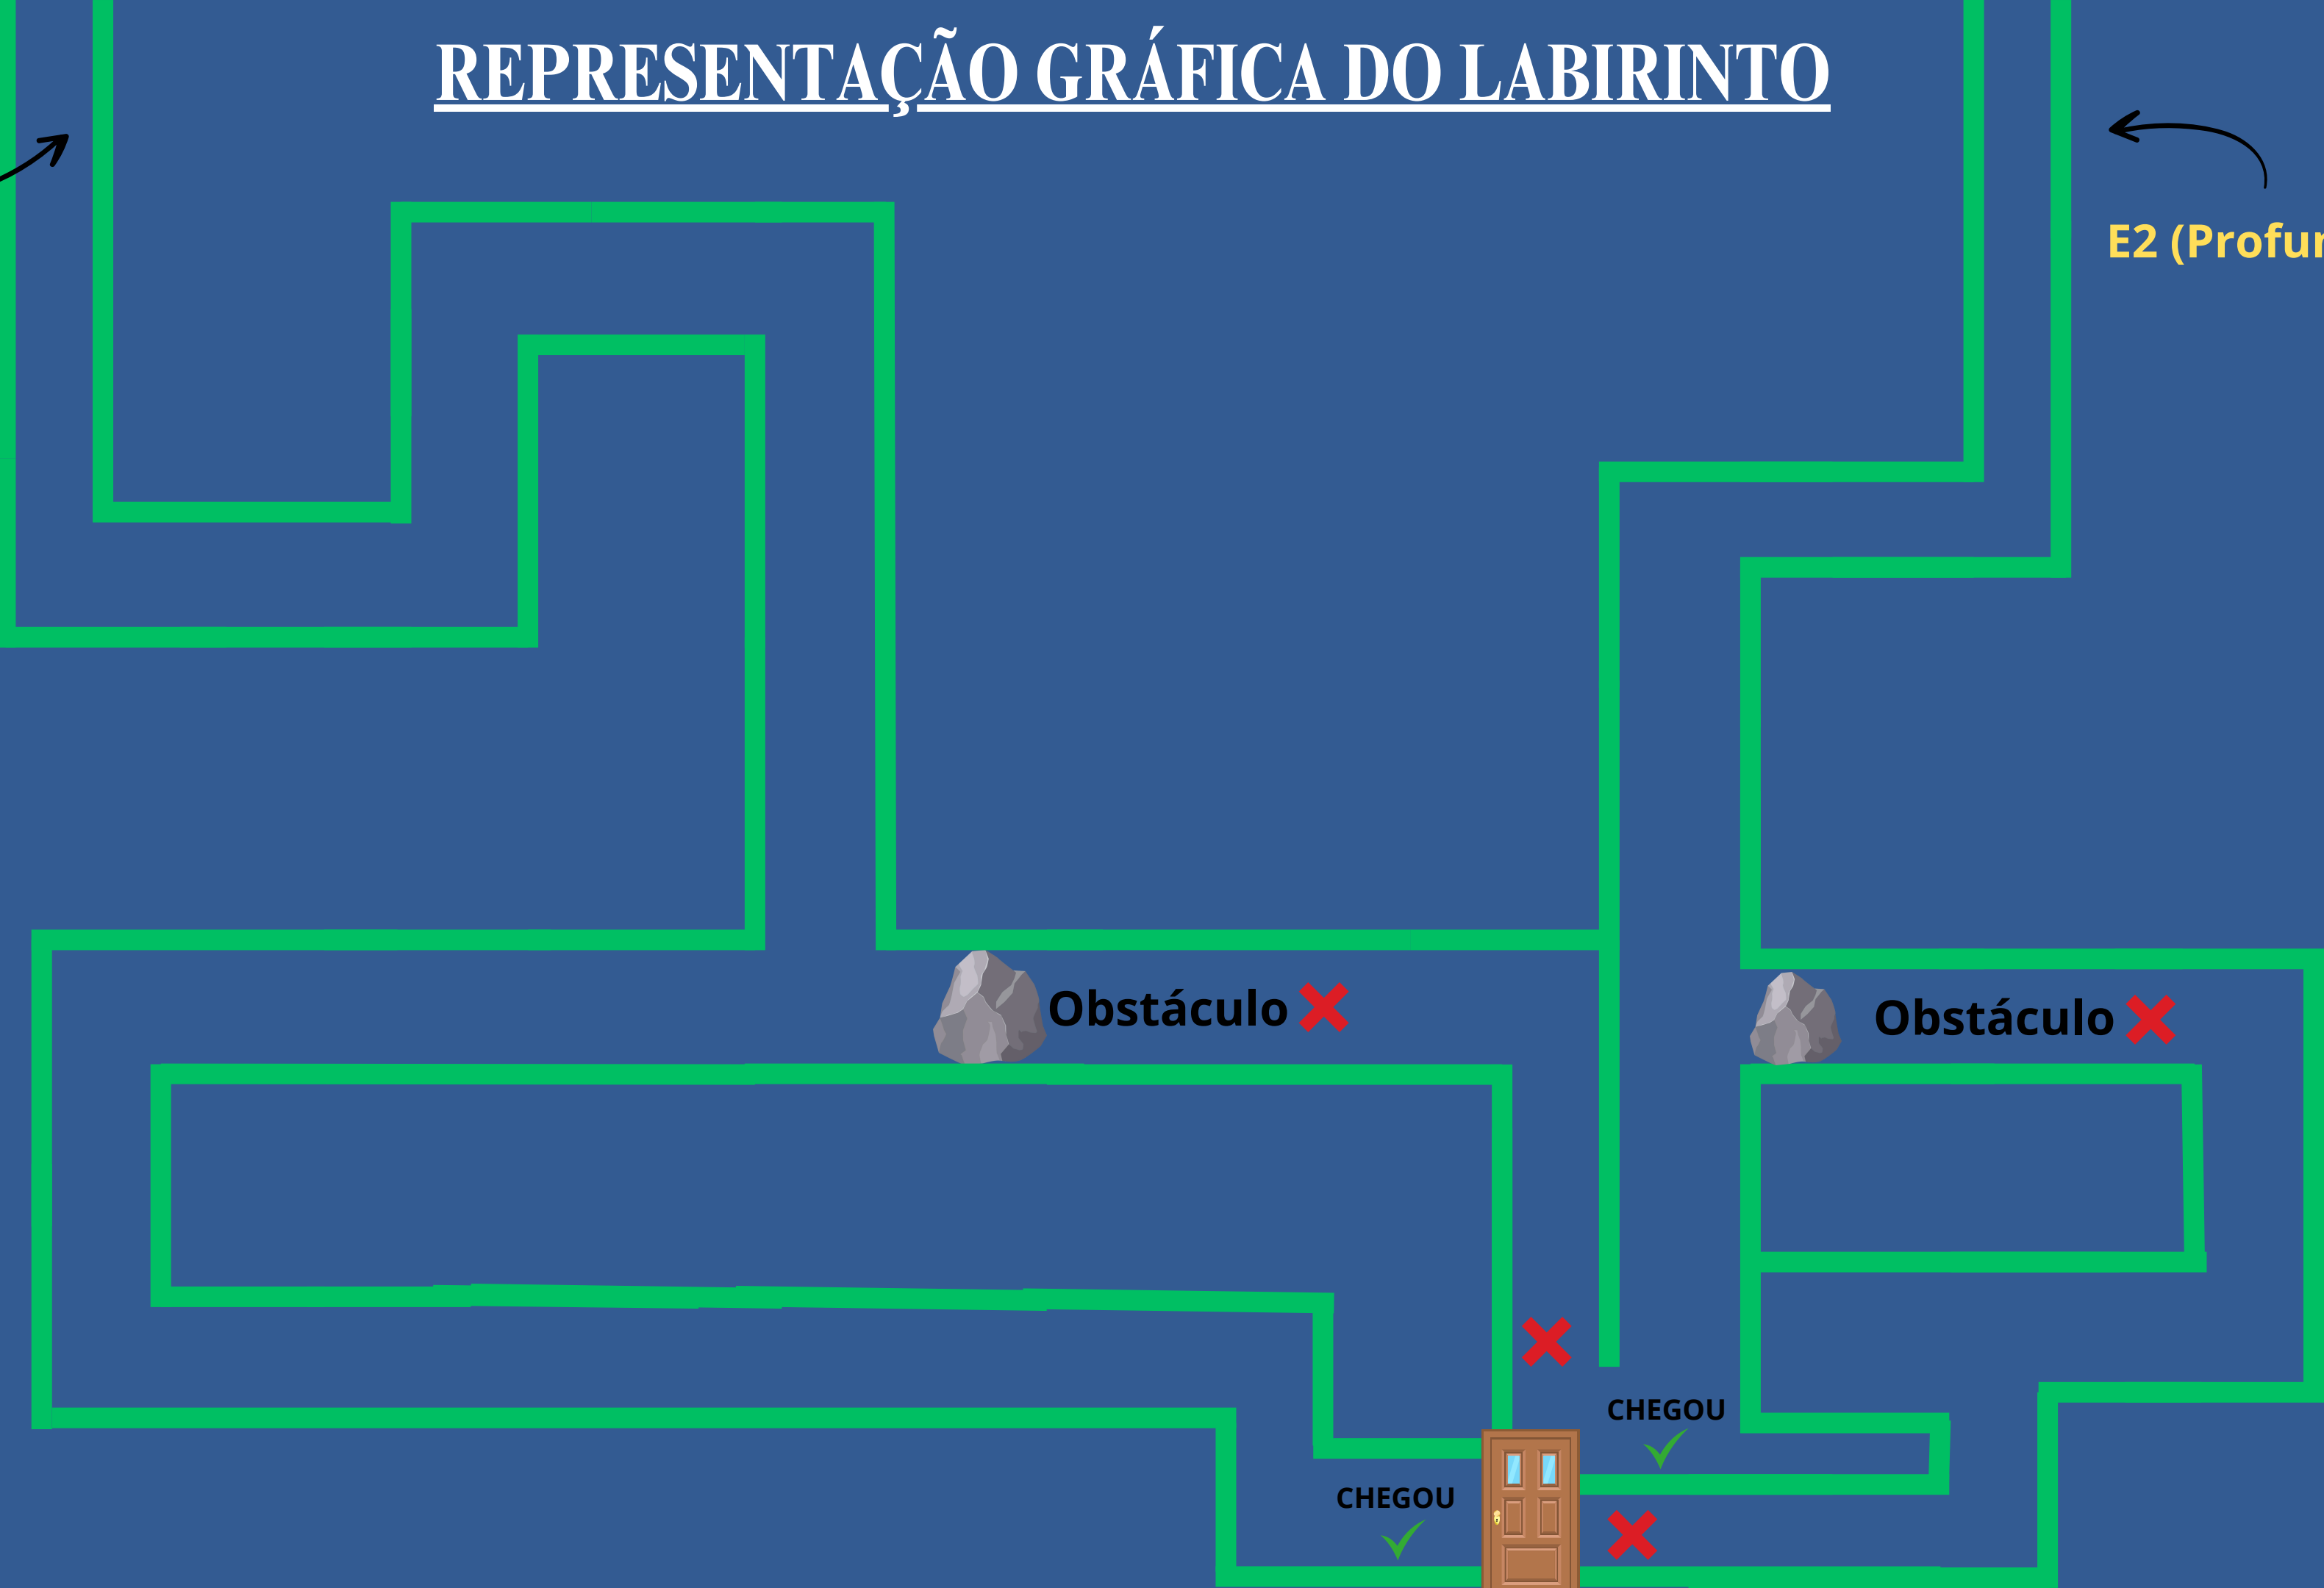 REPRESENTAÇÃO GRÁFICA DO LABIRINTO
E2 (Profun
Obstáculo
Obstáculo
CHEGOU
CHEGOU